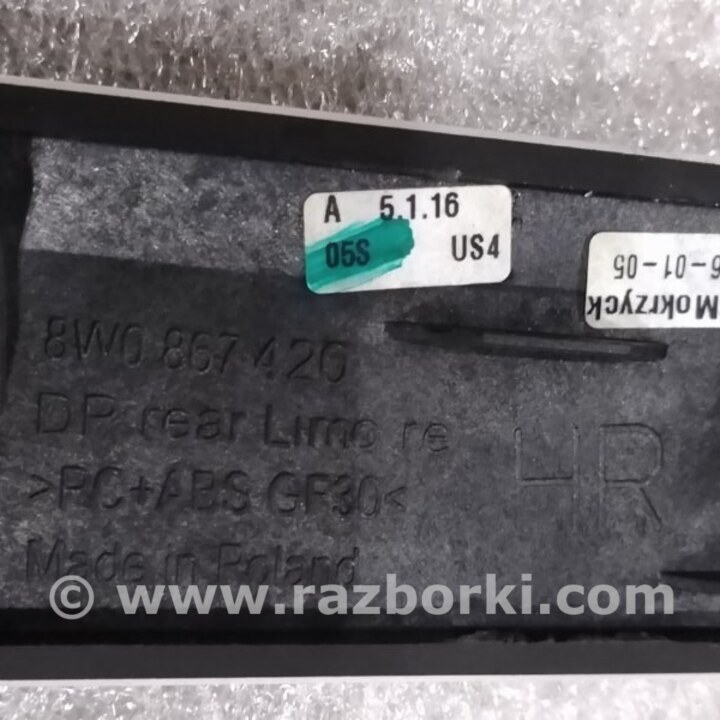 A 5.1.16
05S US4
6-01-05
Mokrzyck
8W0 867 420
DP rear Limo re
>PC+ABS GF30<
Made in Poland
HR
© www.razborki.com